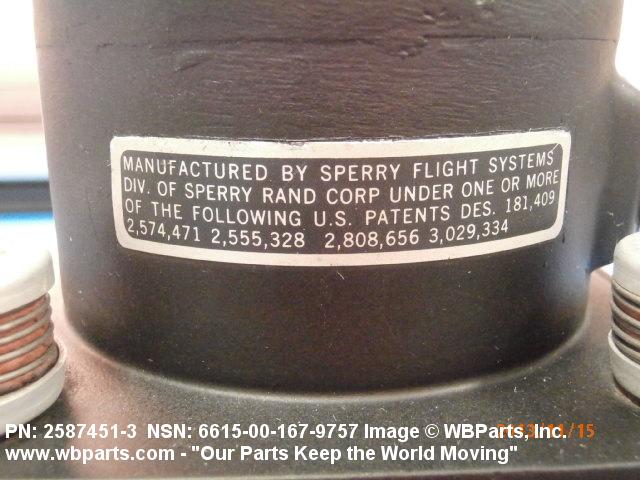 MANUFACTURED BY SPERRY FLIGHT SYSTEMS
DIV. OF SPERRY RAND CORP UNDER ONE OR MORE
OF THE FOLLOWING U.S. PATENTS DES. 181,409
2,574,471 2,555,328 2,808,656 3,029,334
PN: 2587451-3 NSN: 6615-00-167-9757 Image © WBParts, Inc.
www.wbparts.com - "Our Parts Keep the World Moving"